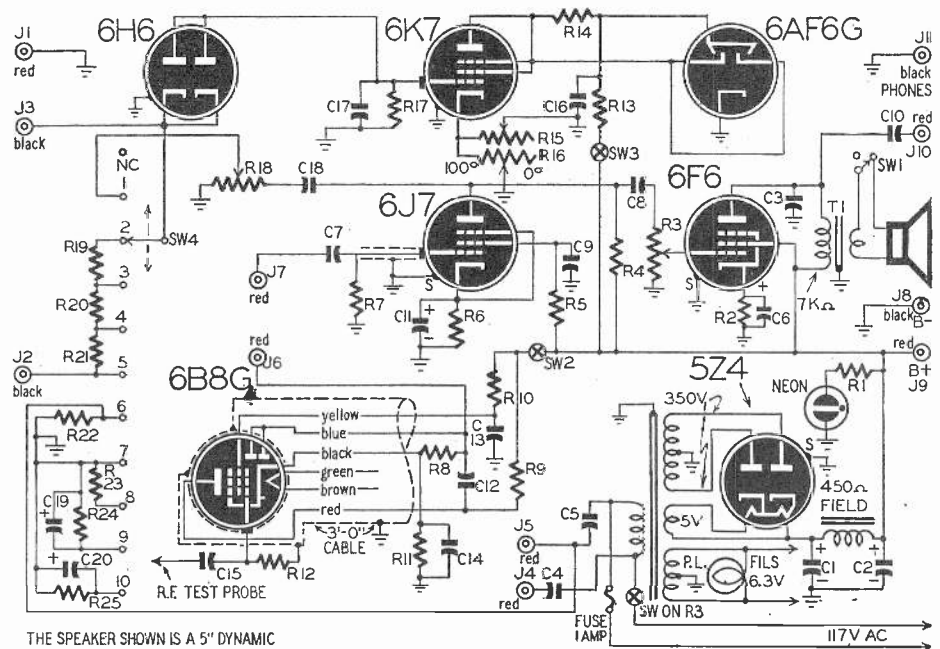 6H6
6K7
R14
6AF6G
J1
red
J11
black
PHONES
C17
R17
C16
R13
J3
black
C10
red
J10
R15
R16
100°
0°
SW3
SW1
NC
1
R18
C18
6J7
C8
6F6
C3
T1
2
SW4
R3
R19
C7
C9
R4
3
J7
red
R7
S
R5
S
+
7KΩ
R20
C11
+
-
R6
R2
C6
J8
black
B-
4
R21
red
J6
SW2
red
B+
J9
J2
black
5
6B8G
R10
5Z4
NEON
R1
6
yellow
350V
R22
blue
C
13
S
7
black
R8
R9
R
23
green
C12
450Ω
FIELD
C19
+
R24
brown
8
red
5V
9
3'-0"
CABLE
C5
J5
red
+
+
C20
+
R11
C14
P.L.
FILS
6.3V
C1
C2
-
-
10
C15
R12
J4
red
C4
R25
R.F. TEST PROBE
SW ON R3
FUSE
1 AMP
117V AC
THE SPEAKER SHOWN IS A 5" DYNAMIC